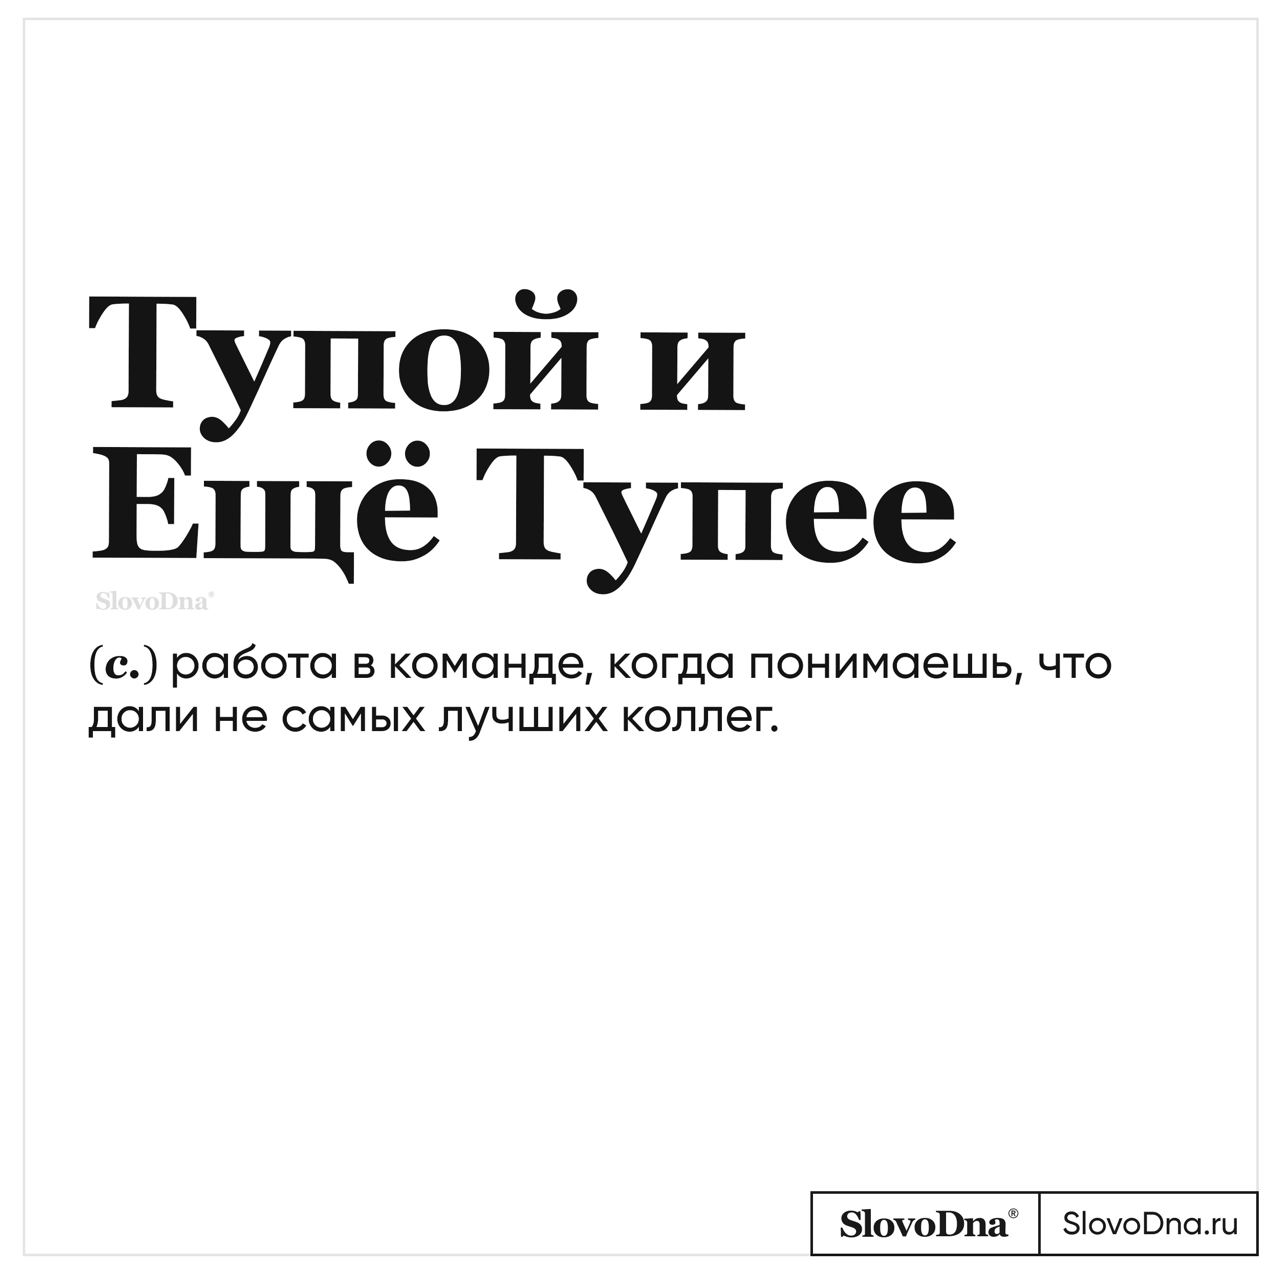 Тупой и
Ещё Тупее
SlovoDna®
(с.) работа в команде, когда понимаешь, что
дали не самых лучших коллег.
SlovoDna® SlovoDna.ru